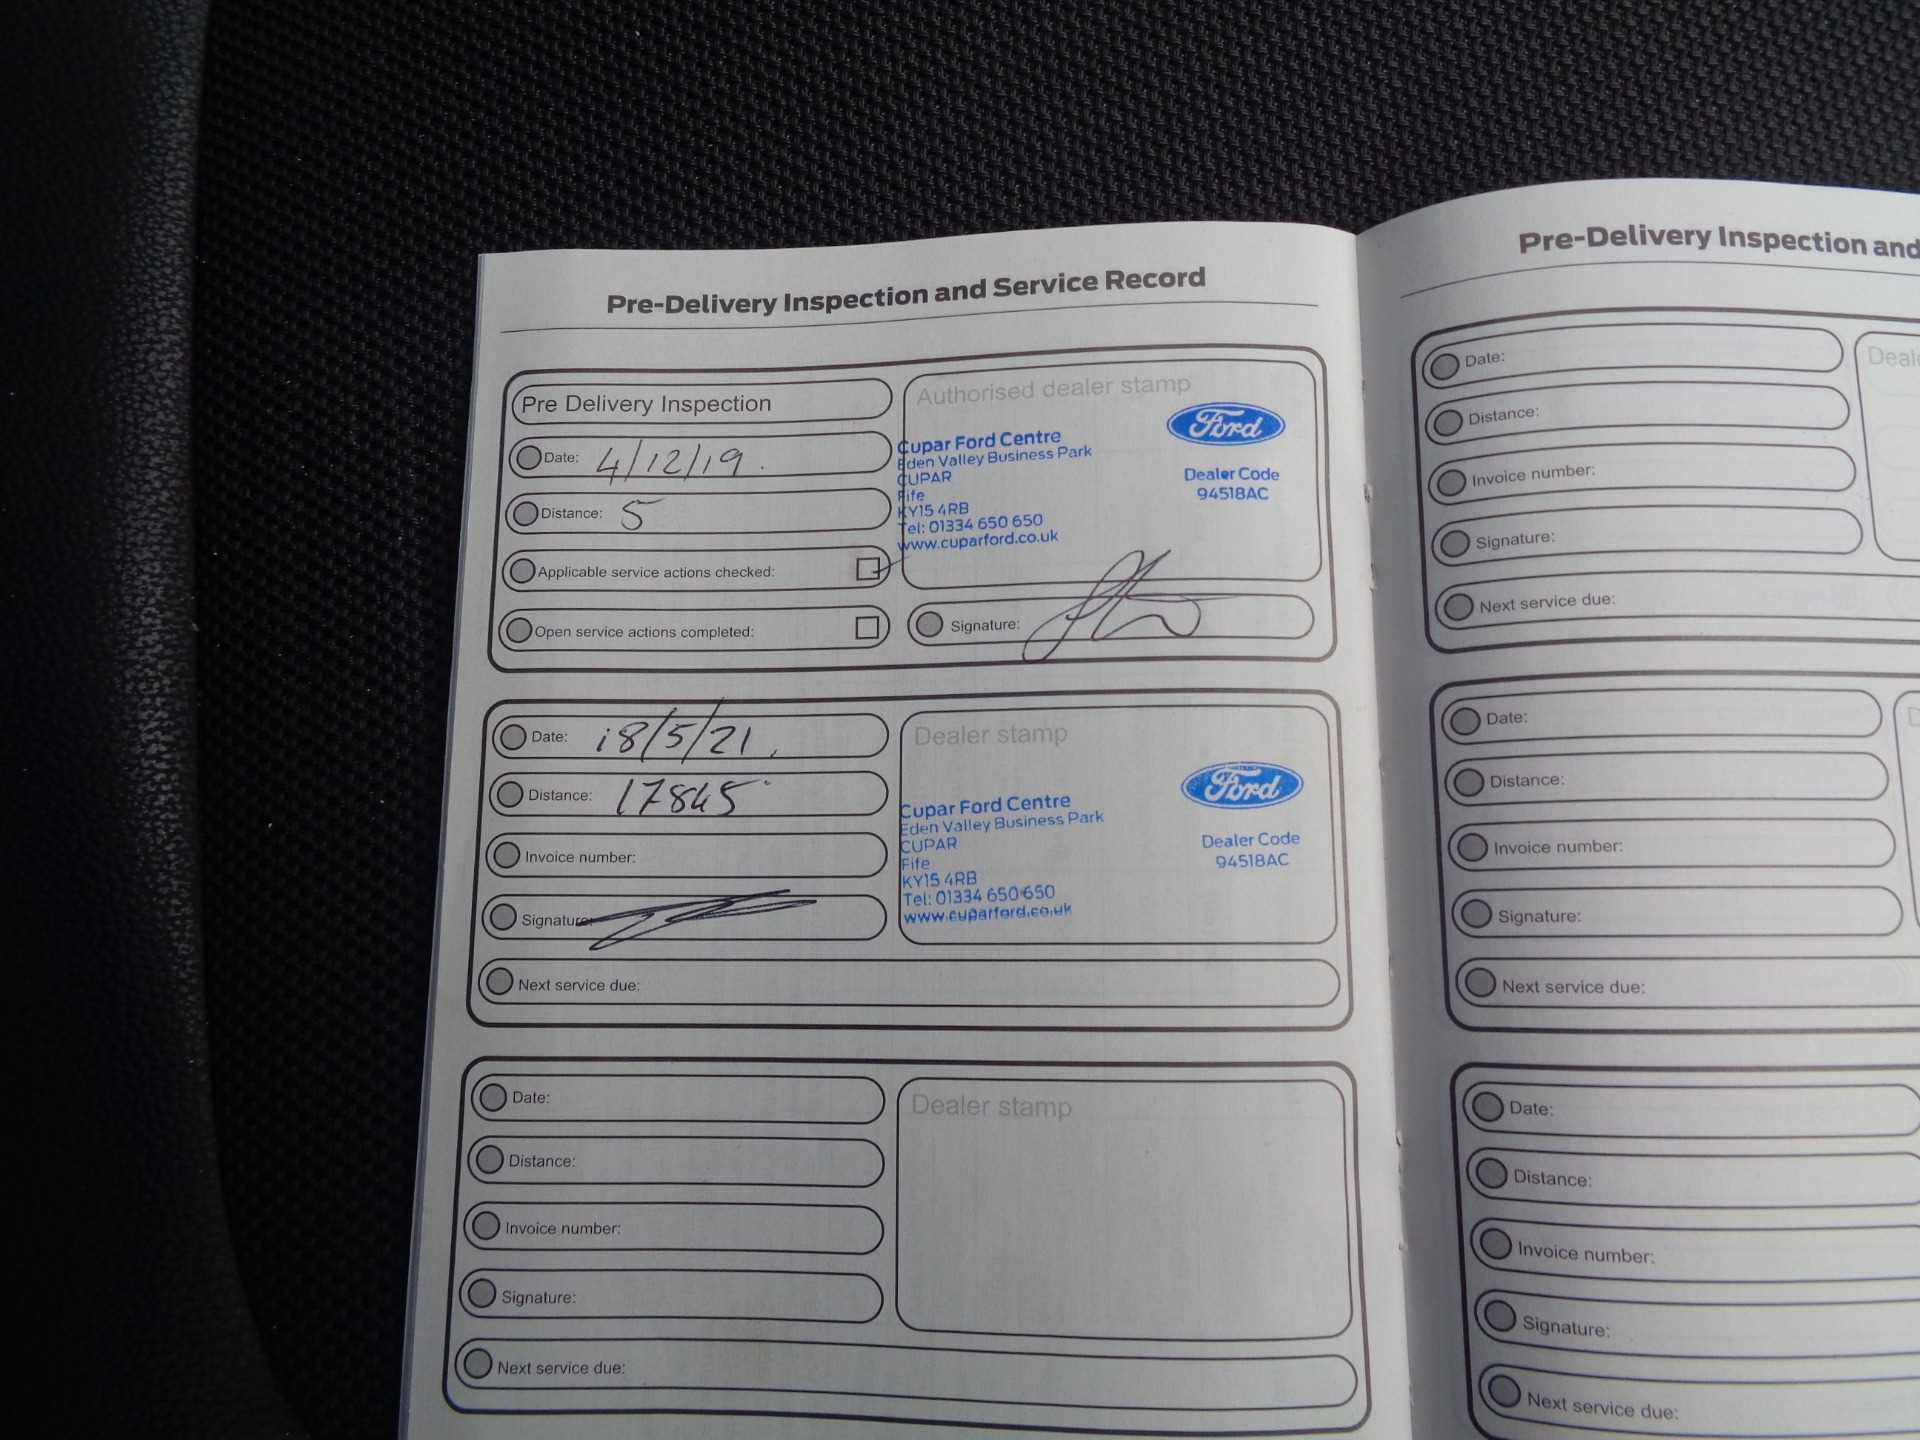 Pre-Delivery Inspection and Service Record
Pre Delivery Inspection
Date: 4/12/19.
Distance: 5
Applicable service actions checked:
Open service actions completed:
Authorised dealer stamp
Ford
Cupar Ford Centre
Eden Valley Business Park
CUPAR
Fife
KY15 4RB
Tel: 01334 650 650
www.cuparford.co.uk
Dealer Code
94518AC
Signature:
Date: 18/5/21.
Distance: 17845
Invoice number:
Signature:
Next service due:
Dealer stamp
Ford
Cupar Ford Centre
Eden Valley Business Park
CUPAR
Fife
KY15 4RB
Tel: 01334 650 650
www.cuparford.co.uk
Dealer Code
94518AC
Date:
Distance:
Invoice number:
Signature:
Next service due:
Dealer stamp
Pre-Delivery Inspection and
Date:
Distance:
Invoice number:
Signature:
Next service due:
Date:
Distance:
Invoice number:
Signature:
Next service due:
Date:
Distance:
Invoice number:
Signature:
Next service due: